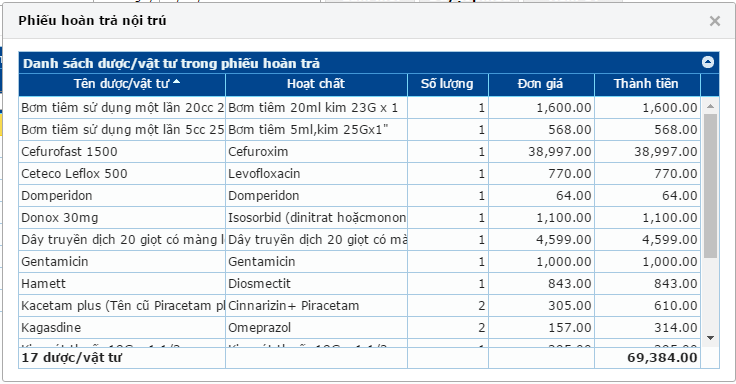 Phiếu hoàn trả nội trú
Danh sách dược/vật tư trong phiếu hoàn trả
Tên dược/vật tư Hoạt chất Số lượng Đơn giá Thành tiền
Bơm tiêm sử dụng một lần 20cc 2 Bơm tiêm 20ml kim 23G x 1 1 1,600.00 1,600.00
Bơm tiêm sử dụng một lần 5cc 25 Bơm tiêm 5ml,kim 25Gx1" 1 568.00 568.00
Cefurofast 1500 Cefuroxim 1 38,997.00 38,997.00
Ceteco Leflox 500 Levofloxacin 1 770.00 770.00
Domperidon Domperidon 1 64.00 64.00
Donox 30mg Isosorbid (dinitrat hoặcmonon 1 1,100.00 1,100.00
Dây truyền dịch 20 giọt có màng l Dây truyền dịch 20 giọt có mà 1 4,599.00 4,599.00
Gentamicin Gentamicin 1 1,000.00 1,000.00
Hamett Diosmectit 1 843.00 843.00
Kacetam plus (Tên cũ Piracetam pl Cinnarizin+ Piracetam 2 305.00 610.00
Kagasdine Omeprazol 2 157.00 314.00
17 dược/vật tư 69,384.00